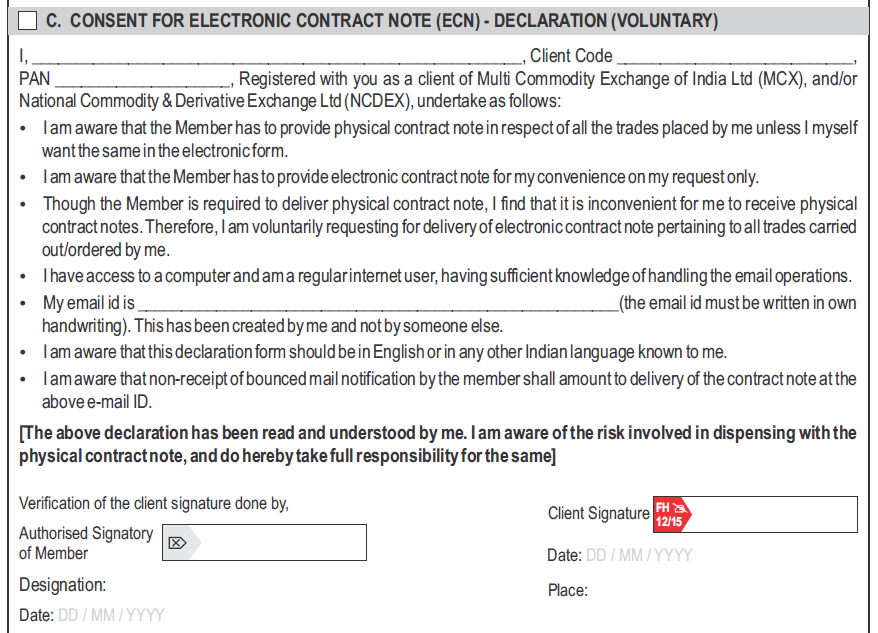 C. CONSENT FOR ELECTRONIC CONTRACT NOTE (ECN) - DECLARATION (VOLUNTARY)
I, ____________________________________________________, Client Code _________________________,
PAN ___________________, Registered with you as a client of Multi Commodity Exchange of India Ltd (MCX), and/or
National Commodity & Derivative Exchange Ltd (NCDEX), undertake as follows:
• I am aware that the Member has to provide physical contract note in respect of all the trades placed by me unless I myself
want the same in the electronic form.
• I am aware that the Member has to provide electronic contract note for my convenience on my request only.
• Though the Member is required to deliver physical contract note, I find that it is inconvenient for me to receive physical
contract notes. Therefore, I am voluntarily requesting for delivery of electronic contract note pertaining to all trades carried
out/ordered by me.
• I have access to a computer and am a regular internet user, having sufficient knowledge of handling the email operations.
• My email id is ____________________________________________________(the email id must be written in own
handwriting). This has been created by me and not by someone else.
• I am aware that this declaration form should be in English or in any other Indian language known to me.
• I am aware that non-receipt of bounced mail notification by the member shall amount to delivery of the contract note at the
above e-mail ID.
[The above declaration has been read and understood by me. I am aware of the risk involved in dispensing with the
physical contract note, and do hereby take full responsibility for the same]
Verification of the client signature done by,
Authorised Signatory
of Member
Designation:
Date: DD / MM / YYYY
Client Signature FH
12/15
Date: DD / MM / YYYY
Place: